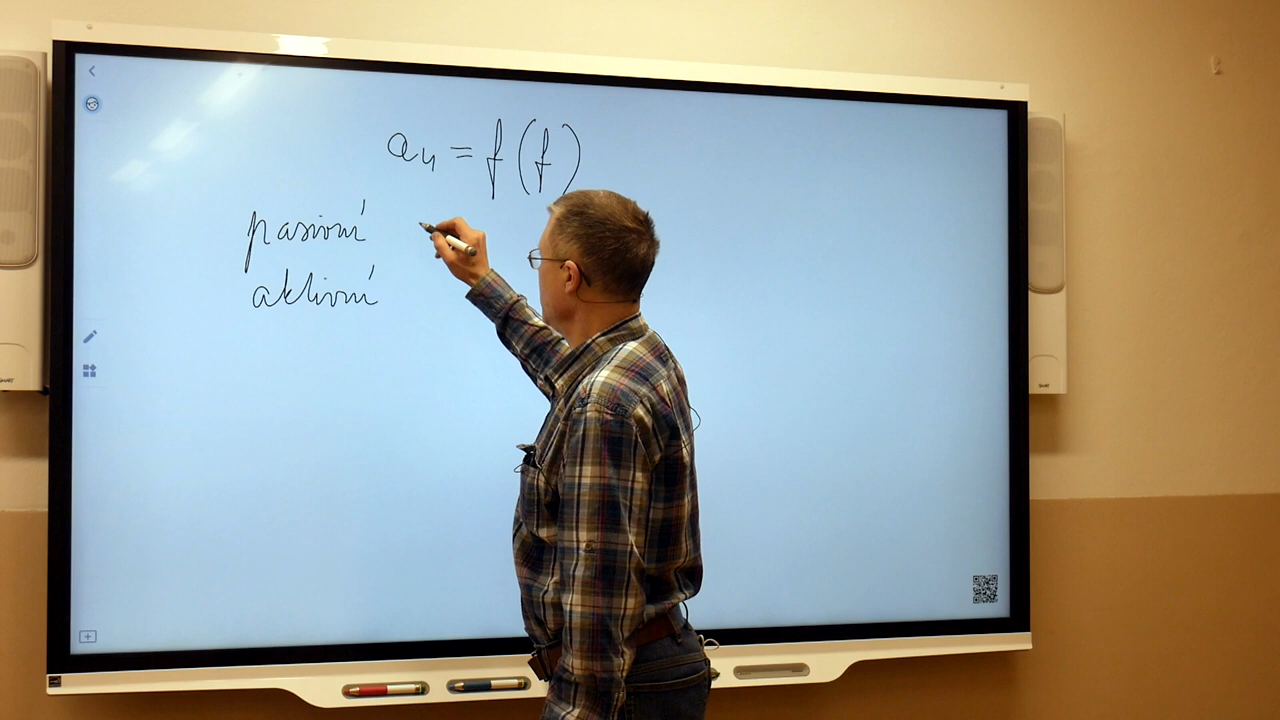 a₄ = f (f)
pasivní
aktivní